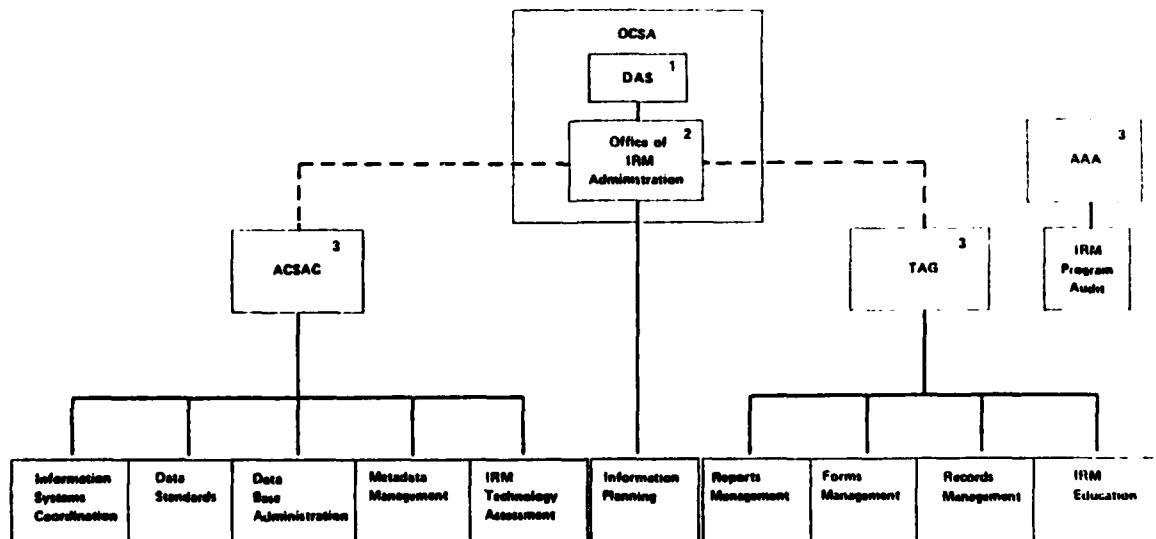 OCSA
1
DAS
2
Office of
IRM
Administration
3
AAA
3
ACSAC
3
TAG
IRM
Program
Audit
Information
Systems
Coordination
Data
Standards
Data
Base
Administration
Metadata
Management
IRM
Technology
Assessment
Information
Planning
Reports
Management
Forms
Management
Records
Management
IRM
Education